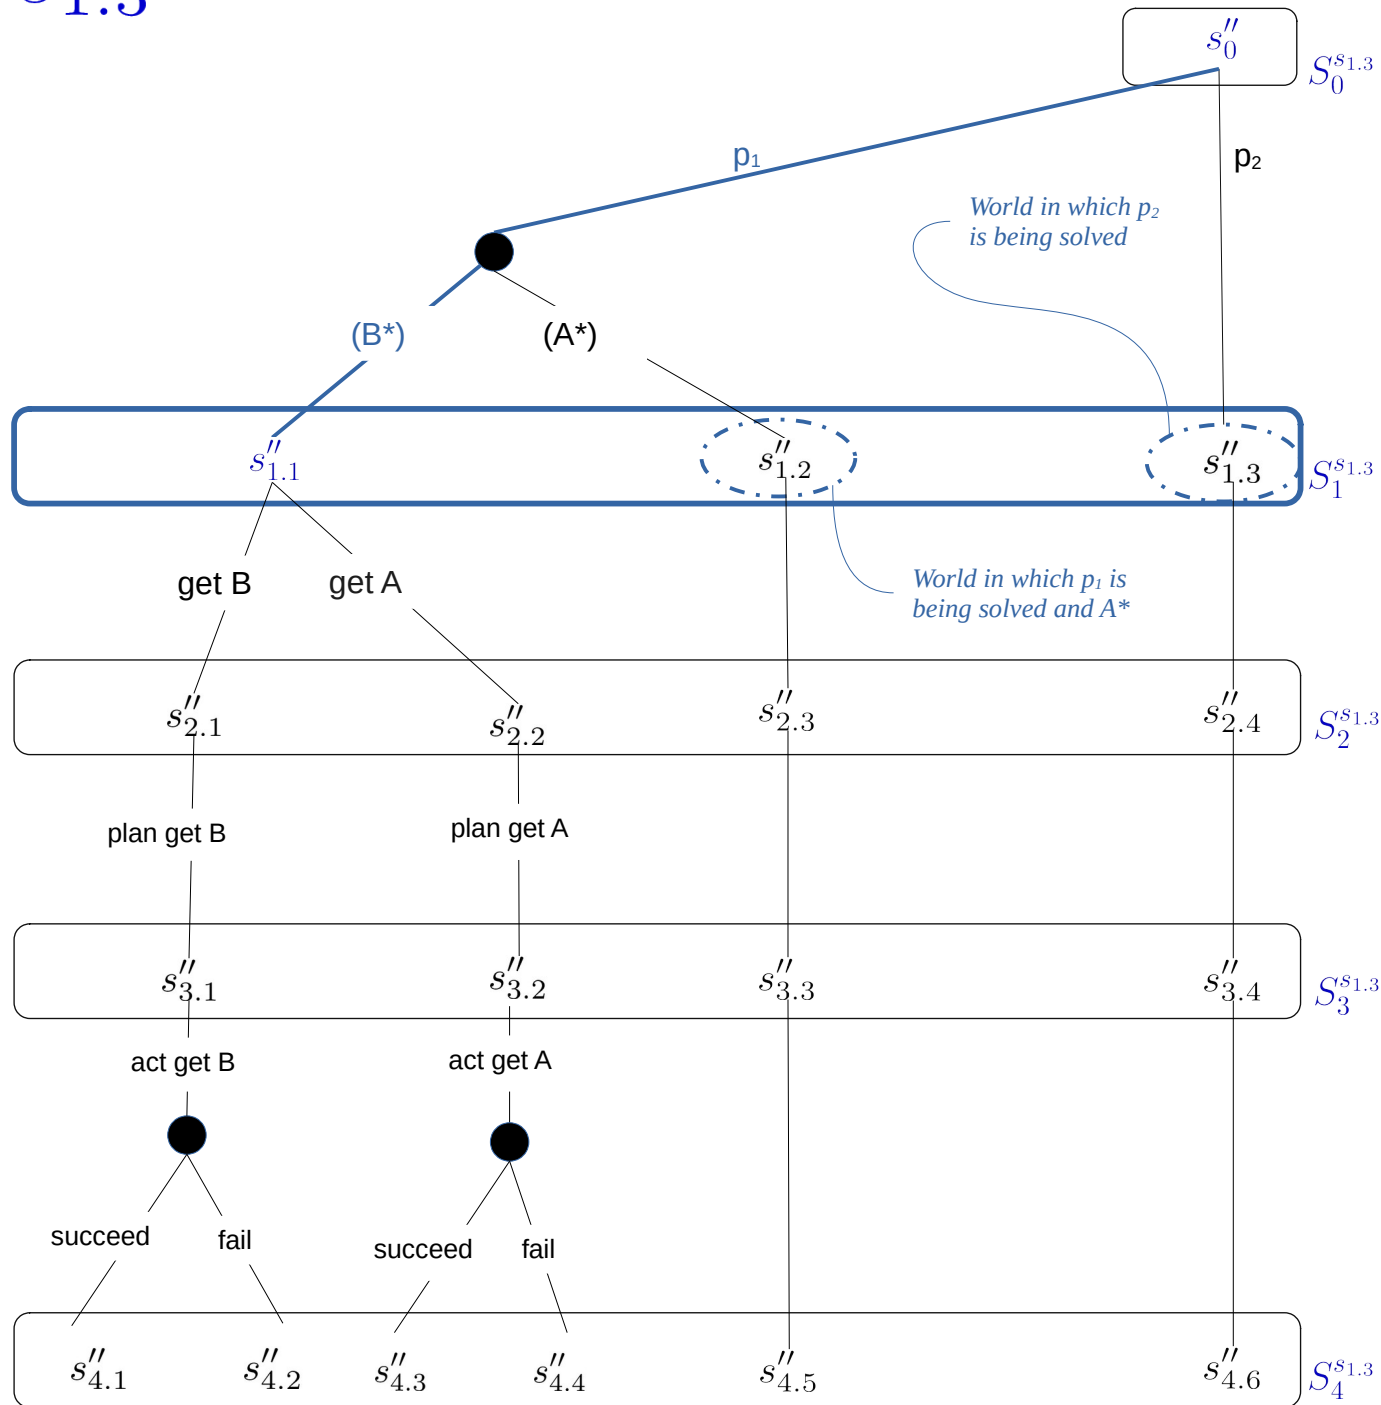 s″0
S0^s1.3
p1
p2
World in which p2
is being solved
(B*)
(A*)
s″1.1
s″1.2
s″1.3
S1^s1.3
get B
get A
World in which p1 is
being solved and A*
s″2.1
s″2.2
s″2.3
s″2.4
S2^s1.3
plan get B
plan get A
s″3.1
s″3.2
s″3.3
s″3.4
S3^s1.3
act get B
act get A
succeed
fail
succeed
fail
s″4.1
s″4.2
s″4.3
s″4.4
s″4.5
s″4.6
S4^s1.3